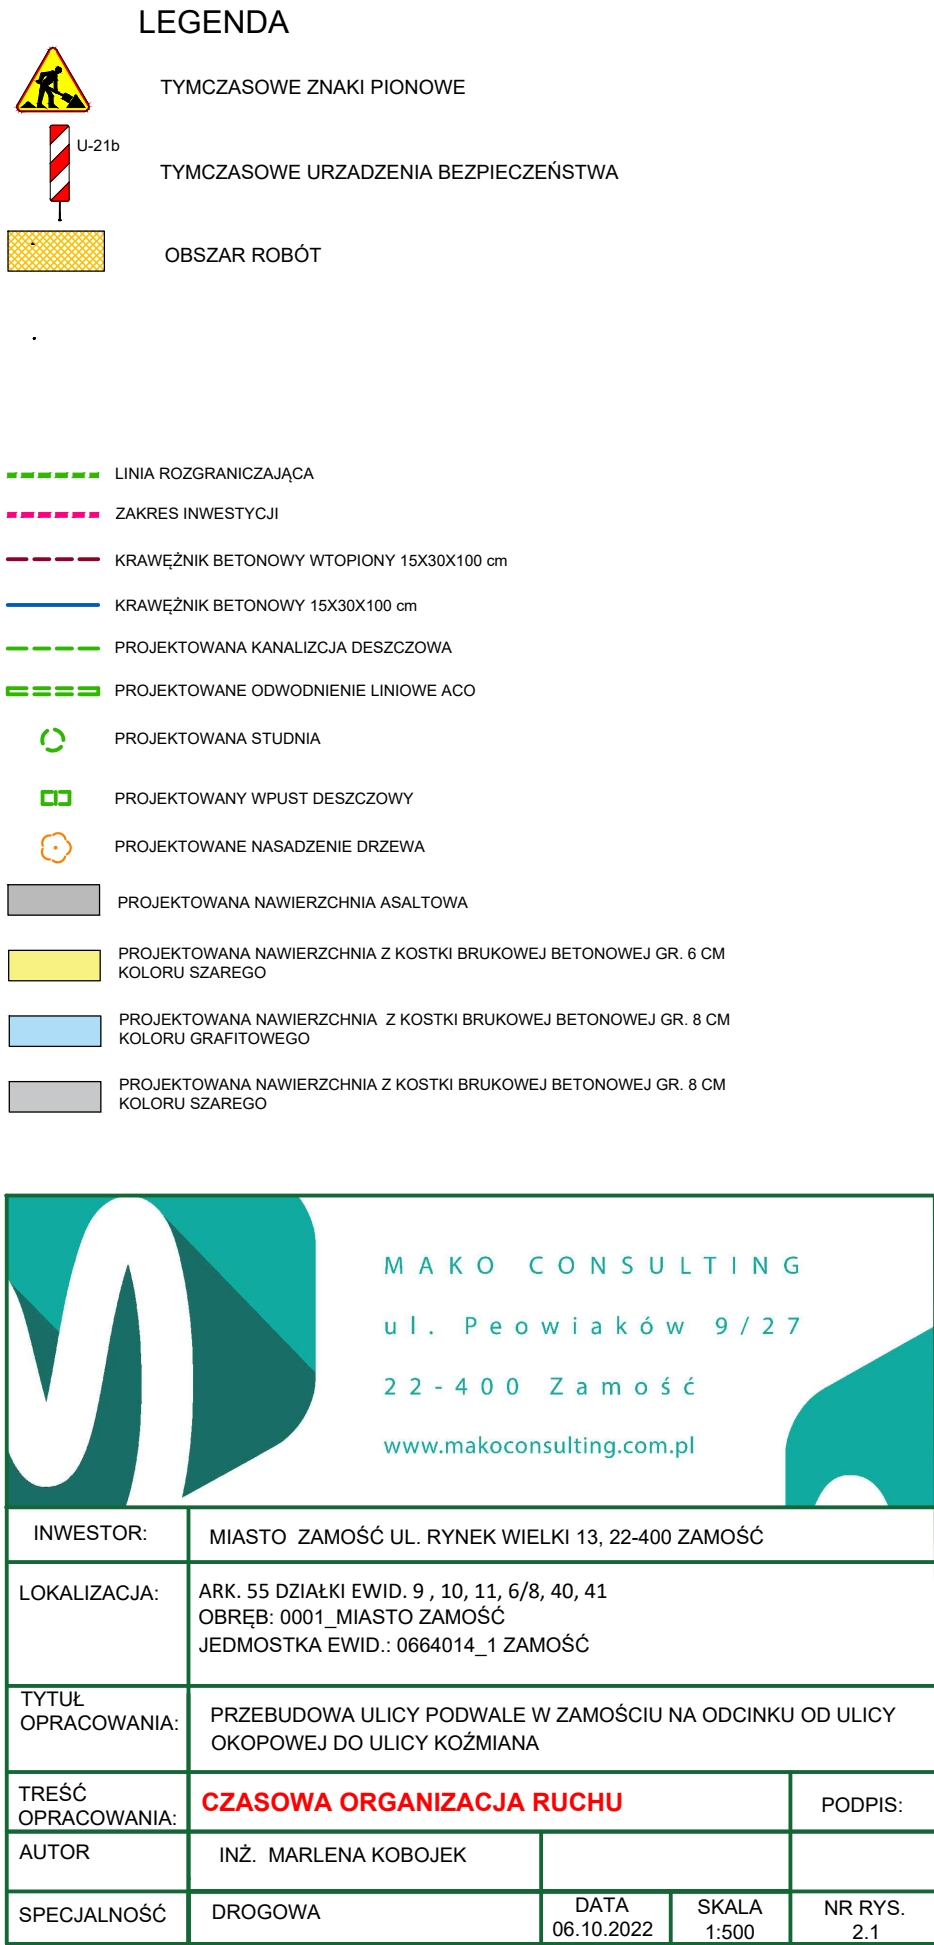 LEGENDA
TYMCZASOWE ZNAKI PIONOWE
U-21b
TYMCZASOWE URZADZENIA BEZPIECZEŃSTWA
OBSZAR ROBÓT
LINIA ROZGRANICZAJĄCA
ZAKRES INWESTYCJI
KRAWĘŻNIK BETONOWY WTOPIONY 15X30X100 cm
KRAWĘŻNIK BETONOWY 15X30X100 cm
PROJEKTOWANA KANALIZCJA DESZCZOWA
PROJEKTOWANE ODWODNIENIE LINIOWE ACO
PROJEKTOWANA STUDNIA
PROJEKTOWANY WPUST DESZCZOWY
PROJEKTOWANE NASADZENIE DRZEWA
PROJEKTOWANA NAWIERZCHNIA ASALTOWA
PROJEKTOWANA NAWIERZCHNIA Z KOSTKI BRUKOWEJ BETONOWEJ GR. 6 CM
KOLORU SZAREGO
PROJEKTOWANA NAWIERZCHNIA Z KOSTKI BRUKOWEJ BETONOWEJ GR. 8 CM
KOLORU GRAFITOWEGO
PROJEKTOWANA NAWIERZCHNIA Z KOSTKI BRUKOWEJ BETONOWEJ GR. 8 CM
KOLORU SZAREGO
MAKO CONSULTING
ul. Peowiaków 9/27
22-400 Zamość
www.makoconsulting.com.pl
INWESTOR:
MIASTO ZAMOŚĆ UL. RYNEK WIELKI 13, 22-400 ZAMOŚĆ
LOKALIZACJA:
ARK. 55 DZIAŁKI EWID. 9 , 10, 11, 6/8, 40, 41
OBRĘB: 0001_MIASTO ZAMOŚĆ
JEDMOSTKA EWID.: 0664014_1 ZAMOŚĆ
TYTUŁ
OPRACOWANIA:
PRZEBUDOWA ULICY PODWALE W ZAMOŚCIU NA ODCINKU OD ULICY
OKOPOWEJ DO ULICY KOŹMIANA
TREŚĆ
OPRACOWANIA:
CZASOWA ORGANIZACJA RUCHU
PODPIS:
AUTOR
INŻ. MARLENA KOBOJEK
SPECJALNOŚĆ
DROGOWA
DATA
06.10.2022
SKALA
1:500
NR RYS.
2.1